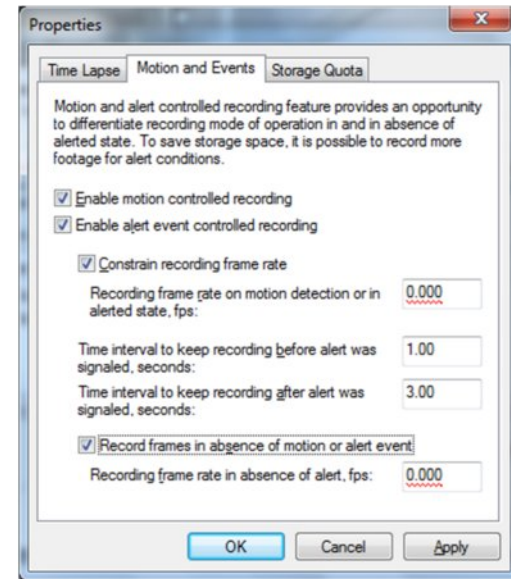 Properties
Time Lapse Motion and Events Storage Quota
Motion and alert controlled recording feature provides an opportunity
to differentiate recording mode of operation in and in absence of
alerted state. To save storage space, it is possible to record more
footage for alert conditions.
Enable motion controlled recording
Enable alert event controlled recording
Constrain recording frame rate
Recording frame rate on motion detection or in
alerted state, fps:
0.000
Time interval to keep recording before alert was
signaled, seconds:
1.00
Time interval to keep recording after alert was
signaled, seconds:
3.00
Record frames in absence of motion or alert event
Recording frame rate in absence of alert, fps: 0.000
OK Cancel Apply